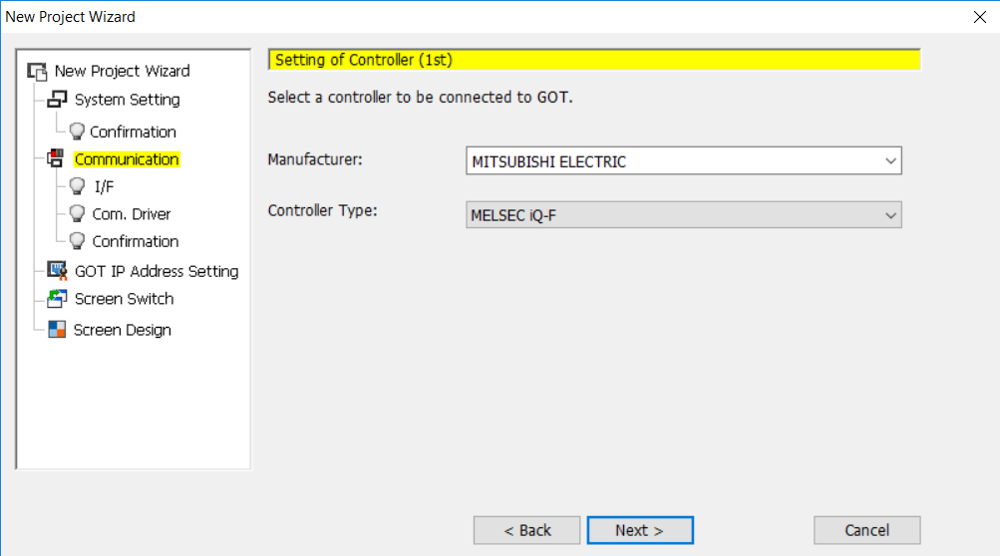 New Project Wizard
New Project Wizard
System Setting
Confirmation
Communication
I/F
Com. Driver
Confirmation
GOT IP Address Setting
Screen Switch
Screen Design
Setting of Controller (1st)
Select a controller to be connected to GOT.
Manufacturer: MITSUBISHI ELECTRIC
Controller Type: MELSEC iQ-F
< Back Next > Cancel